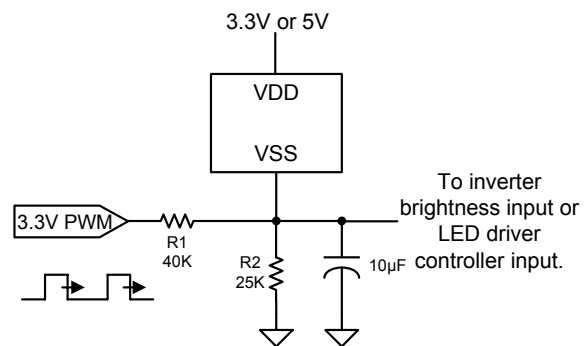 3.3V or 5V
VDD
VSS
3.3V PWM
R1
40K
R2
25K
10µF
To inverter
brightness input or
LED driver
controller input.